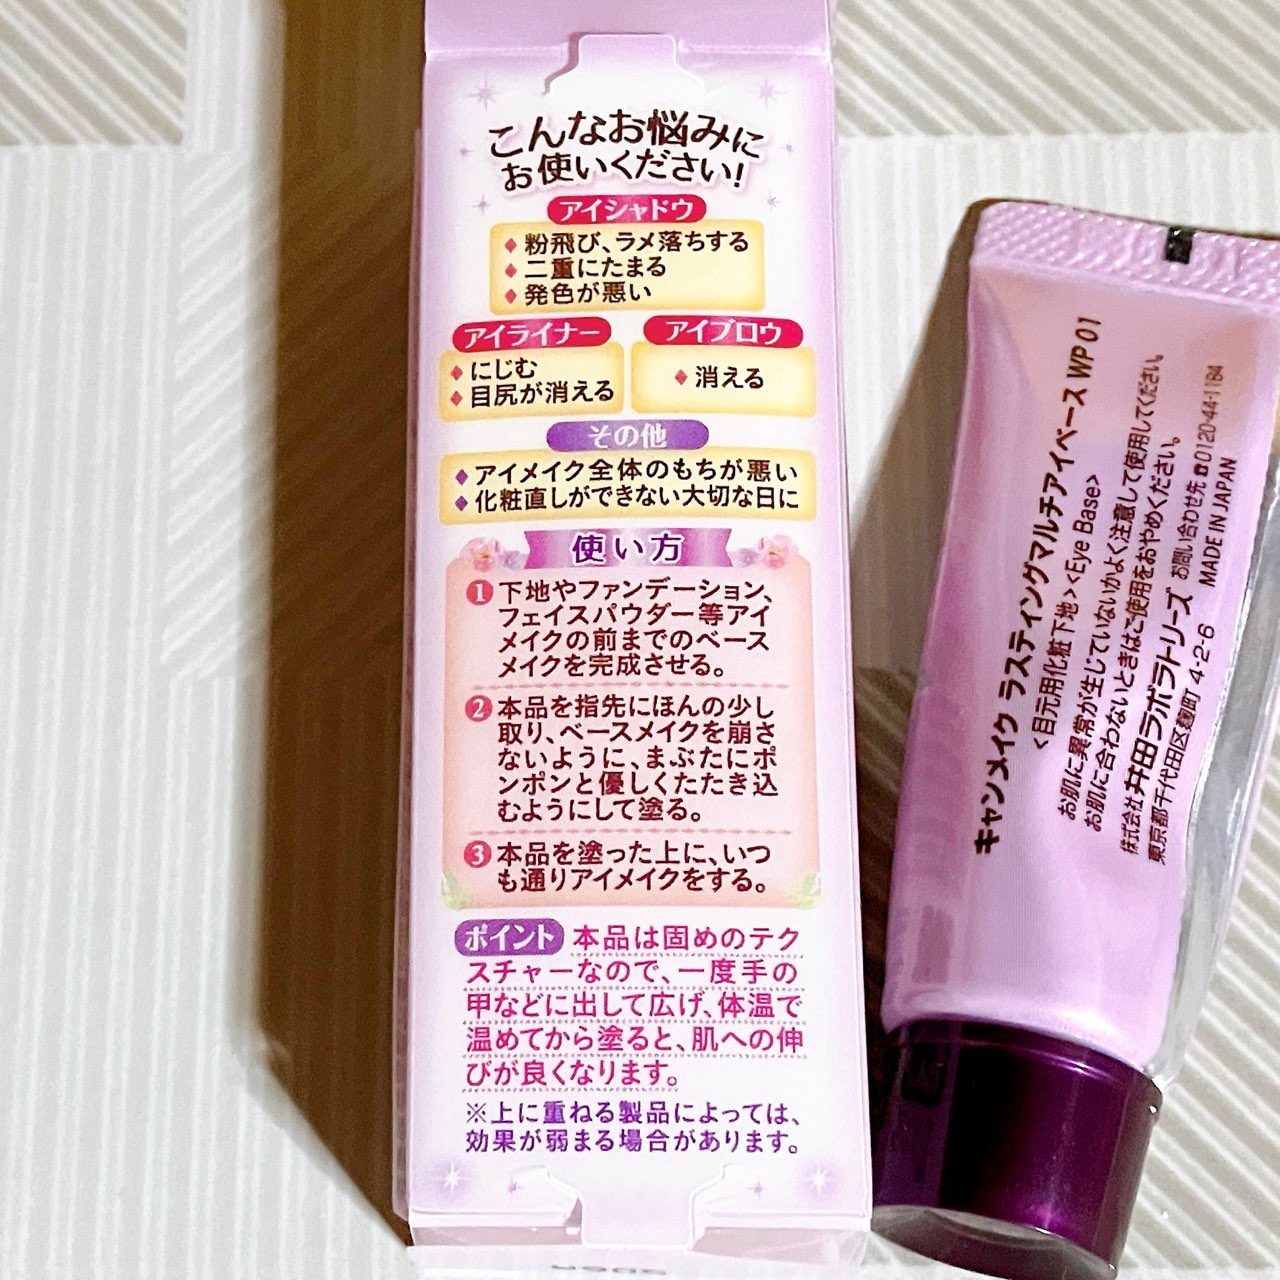 こんなお悩みに
お使いください!
アイシャドウ
粉飛び、ラメ落ちする
二重にたまる
発色が悪い
アイライナー
にじむ
目尻が消える
アイブロウ
消える
その他
アイメイク全体のもちが悪い
化粧直しができない大切な日に
使い方
1 下地やファンデーション、
フェイスパウダー等アイ
メイクの前までのベース
メイクを完成させる。
2 本品を指先にほんの少し
取り、ベースメイクを崩さ
ないように、まぶたにポ
ンポンと優しくたたき込
むようにして塗る。
3 本品を塗った上に、いつ
も通りアイメイクをする。
ポイント 本品は固めのテク
スチャーなので、一度手の
甲などに出して広げ、体温で
温めてから塗ると、肌への伸
びが良くなります。
※上に重ねる製品によっては、
効果が弱まる場合があります。
キャンメイク ラスティングマルチアイベース WP 01
<目元用化粧下地><Eye Base>
お肌に異常が生じていないかよく注意して使用してください。
お肌に合わないときはご使用をおやめください。
株式会社 井田ラボラトリーズ お問い合わせ先 ☎0120-44-1184
東京都千代田区麹町 4-2-6 MADE IN JAPAN